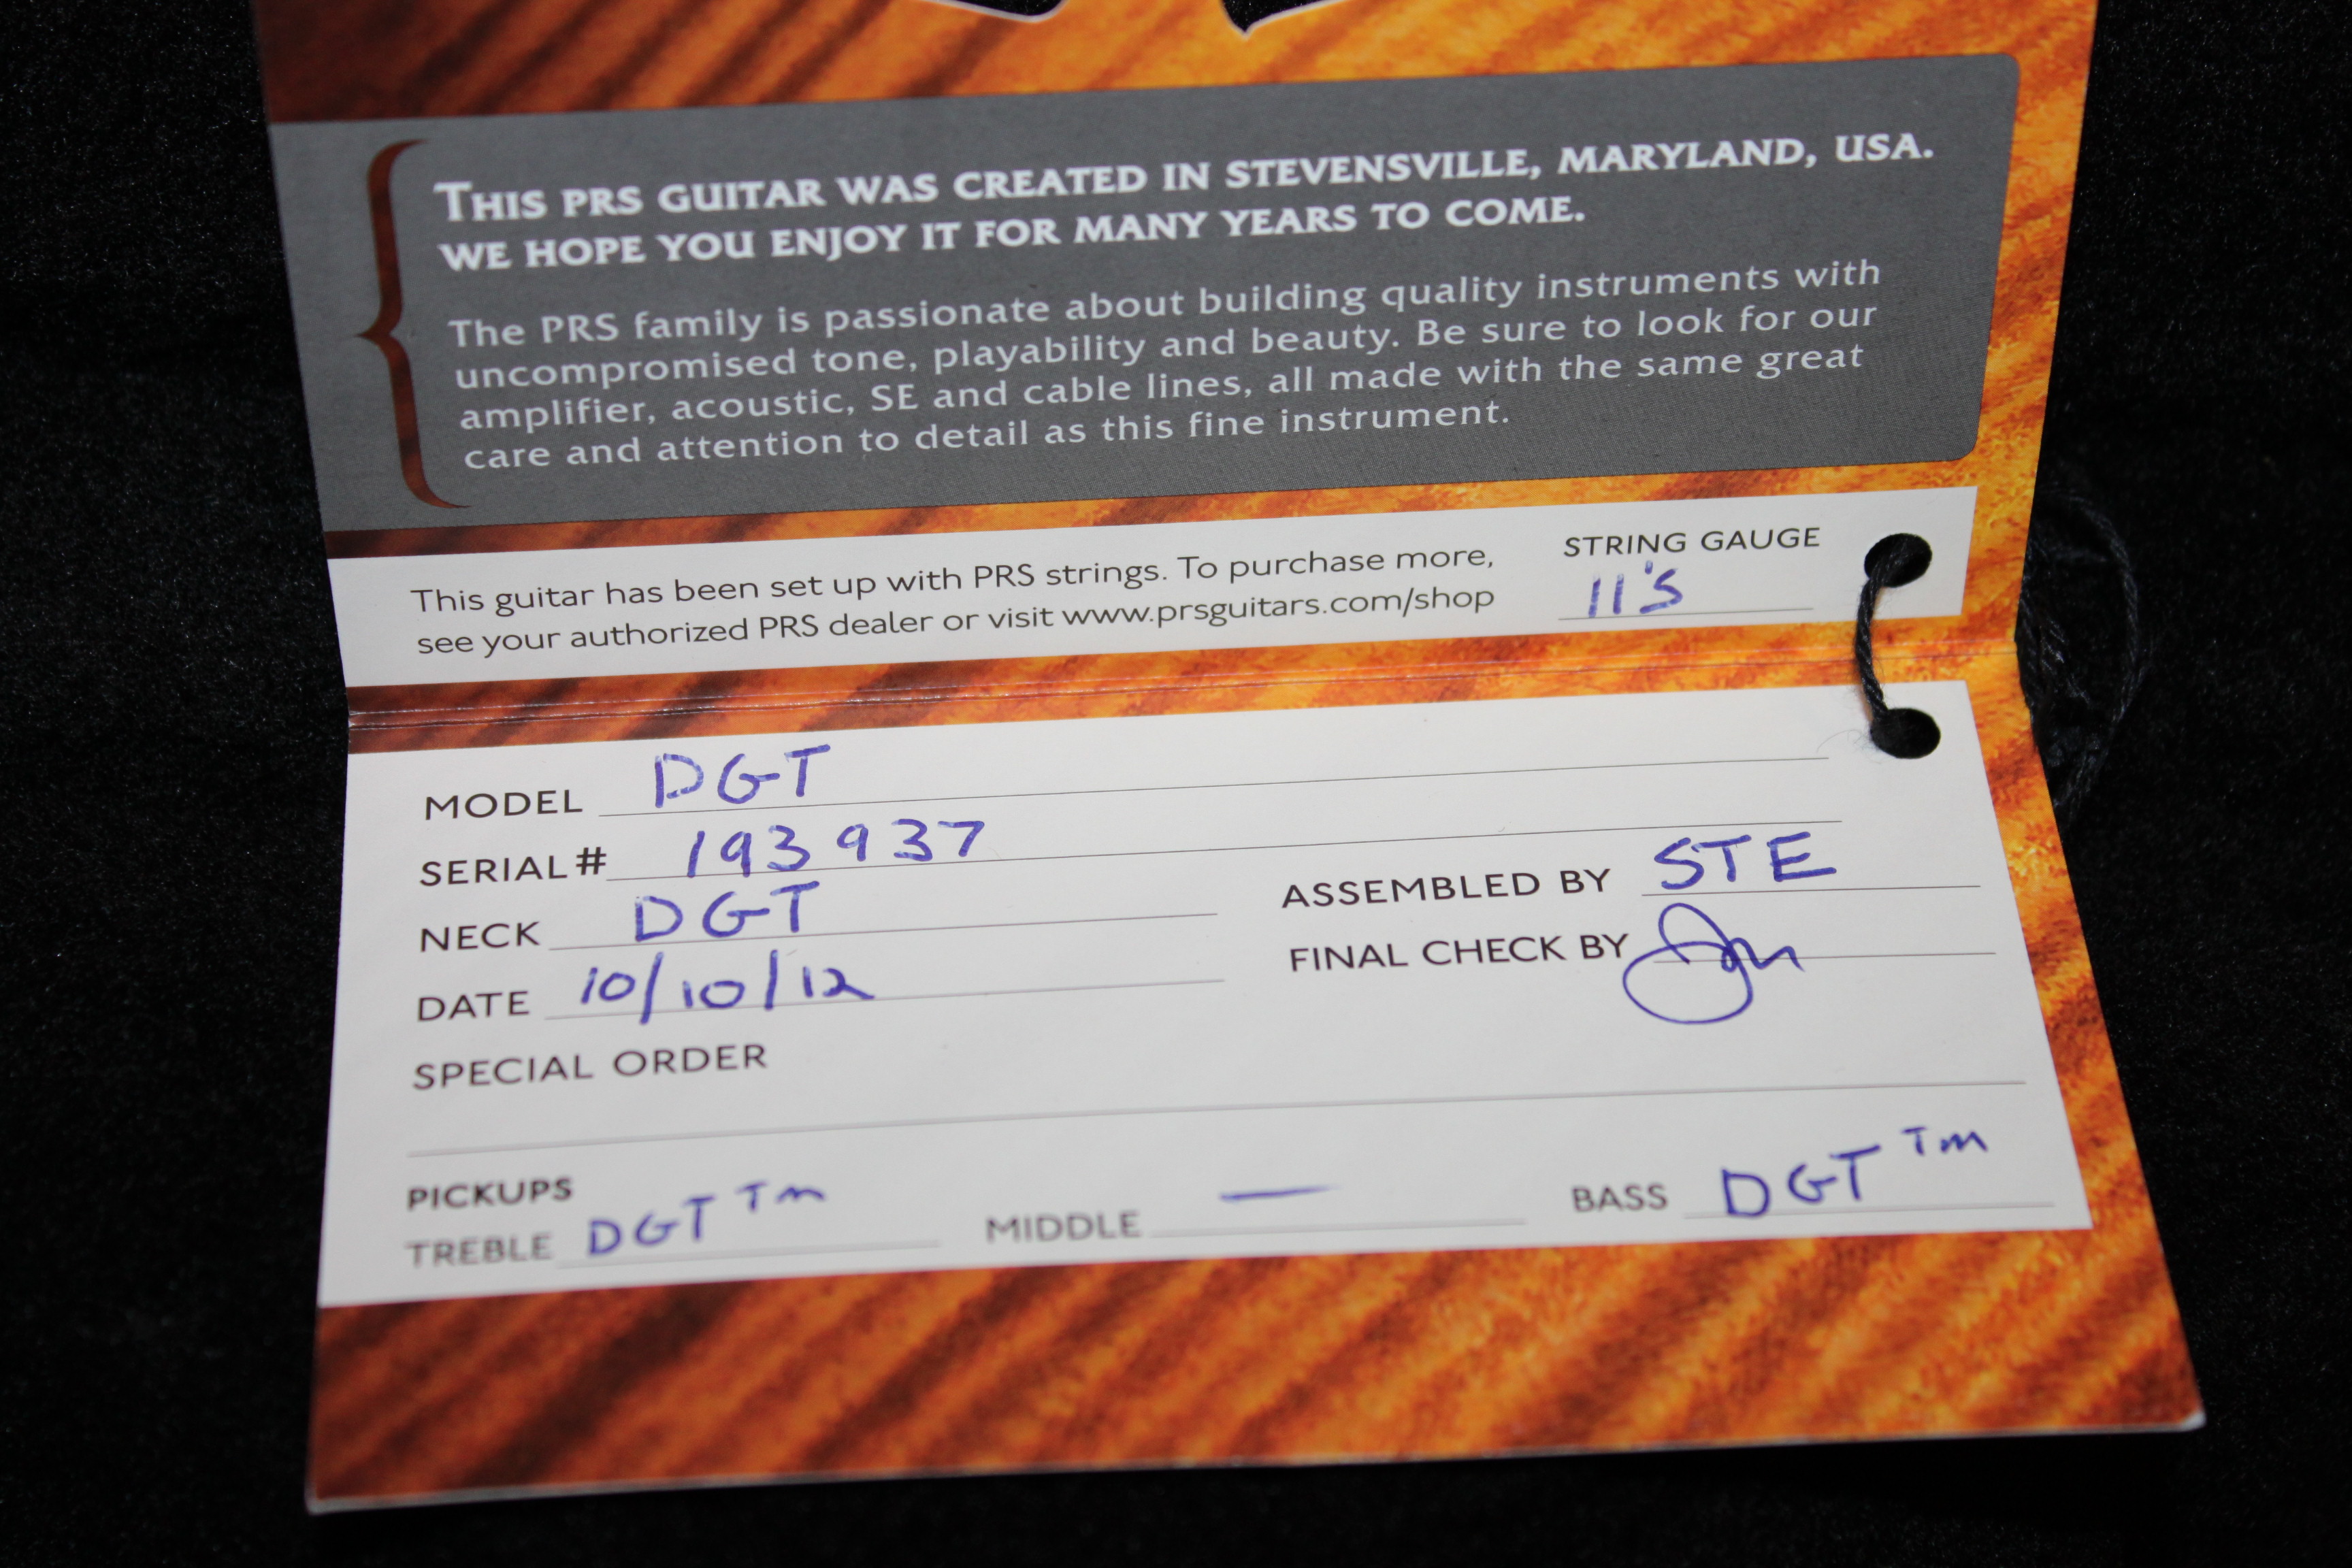 THIS PRS GUITAR WAS CREATED IN STEVENSVILLE, MARYLAND, USA.
WE HOPE YOU ENJOY IT FOR MANY YEARS TO COME.
The PRS family is passionate about building quality instruments with
uncompromised tone, playability and beauty. Be sure to look for our
amplifier, acoustic, SE and cable lines, all made with the same great
care and attention to detail as this fine instrument.
This guitar has been set up with PRS strings. To purchase more,
see your authorized PRS dealer or visit www.prsguitars.com/shop
STRING GAUGE
11's
MODEL DGT
SERIAL# 193937
NECK DGT
DATE 10/10/12
ASSEMBLED BY STE
FINAL CHECK BY
SPECIAL ORDER
PICKUPS
TREBLE DGT TM MIDDLE — BASS DGT TM